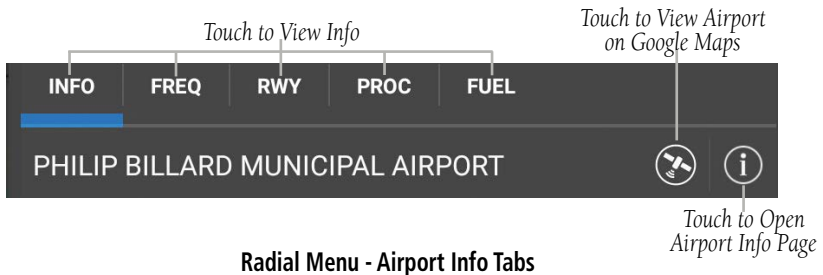 Touch to View Info
Touch to View Airport
on Google Maps
INFO FREQ RWY PROC FUEL
PHILIP BILLARD MUNICIPAL AIRPORT
i
Touch to Open
Airport Info Page
Radial Menu - Airport Info Tabs